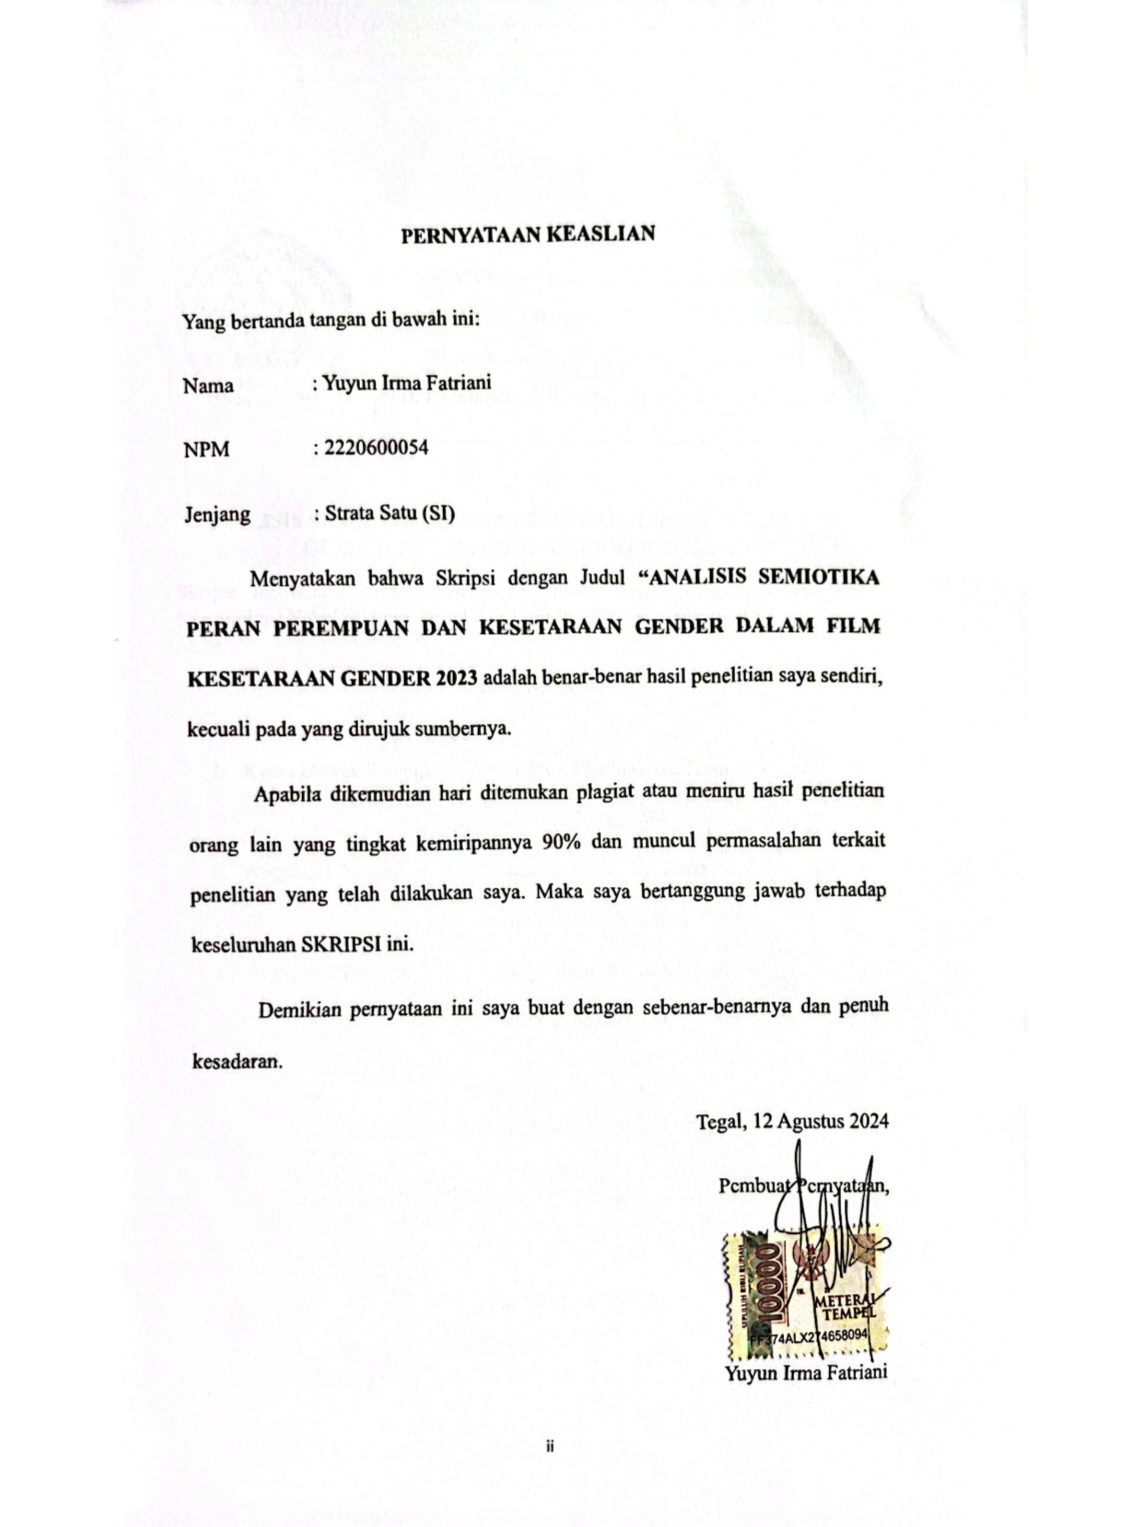 PERNYATAAN KEASLIAN
Yang bertanda tangan di bawah ini:
Nama : Yuyun Irma Fatriani
NPM : 2220600054
Jenjang : Strata Satu (SI)
Menyatakan bahwa Skripsi dengan Judul “ANALISIS SEMIOTIKA
PERAN PEREMPUAN DAN KESETARAAN GENDER DALAM FILM
KESETARAAN GENDER 2023 adalah benar-benar hasil penelitian saya sendiri,
kecuali pada yang dirujuk sumbernya.
Apabila dikemudian hari ditemukan plagiat atau meniru hasil penelitian
orang lain yang tingkat kemiripannya 90% dan muncul permasalahan terkait
penelitian yang telah dilakukan saya. Maka saya bertanggung jawab terhadap
keseluruhan SKRIPSI ini.
Demikian pernyataan ini saya buat dengan sebenar-benarnya dan penuh
kesadaran.
Tegal, 12 Agustus 2024
Pembuat Pernyataan,
SEPULUH RIBU RUPIAH
10000
METERAI
TEMPEL
Yuyun Irma Fatriani
ii